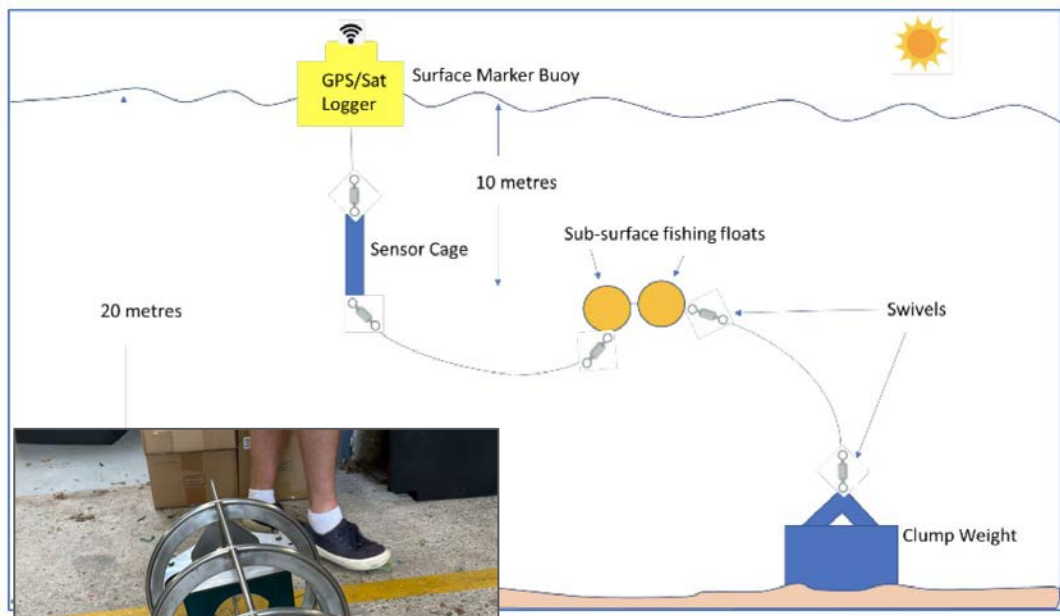 GPS/Sat
Logger
Surface Marker Buoy
10 metres
Sensor Cage
Sub-surface fishing floats
20 metres
Swivels
Clump Weight